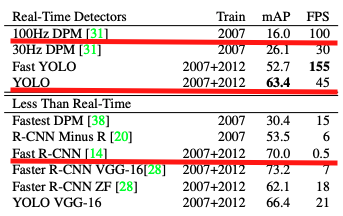 Real-Time Detectors Train mAP FPS
100Hz DPM [31] 2007 16.0 100
30Hz DPM [31] 2007 26.1 30
Fast YOLO 2007+2012 52.7 155
YOLO 2007+2012 63.4 45
Less Than Real-Time
Fastest DPM [38] 2007 30.4 15
R-CNN Minus R [20] 2007 53.5 6
Fast R-CNN [14] 2007+2012 70.0 0.5
Faster R-CNN VGG-16[28] 2007+2012 73.2 7
Faster R-CNN ZF [28] 2007+2012 62.1 18
YOLO VGG-16 2007+2012 66.4 21